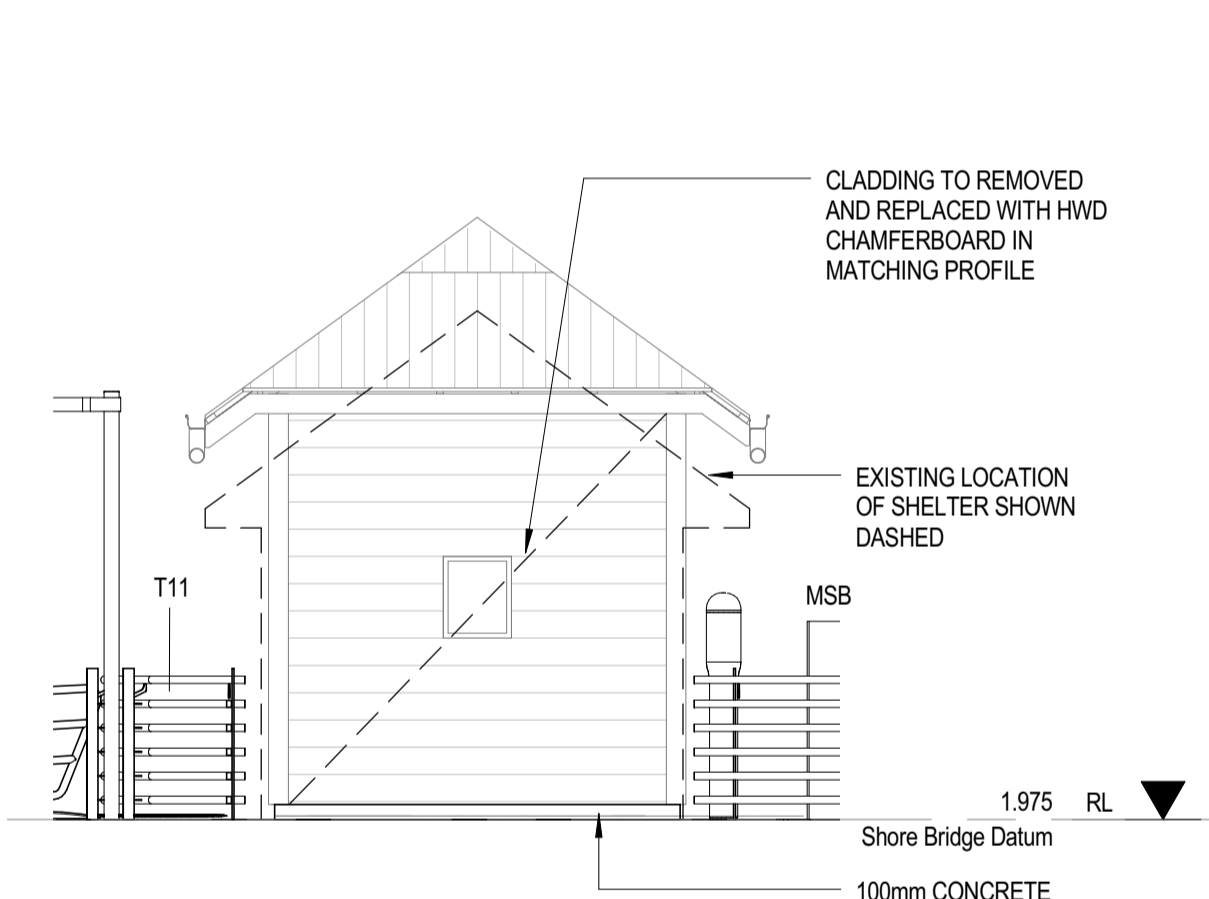 CLADDING TO REMOVED
AND REPLACED WITH HWD
CHAMFERBOARD IN
MATCHING PROFILE
EXISTING LOCATION
OF SHELTER SHOWN
DASHED
T11
MSB
1.975 RL
Shore Bridge Datum
100mm CONCRETE